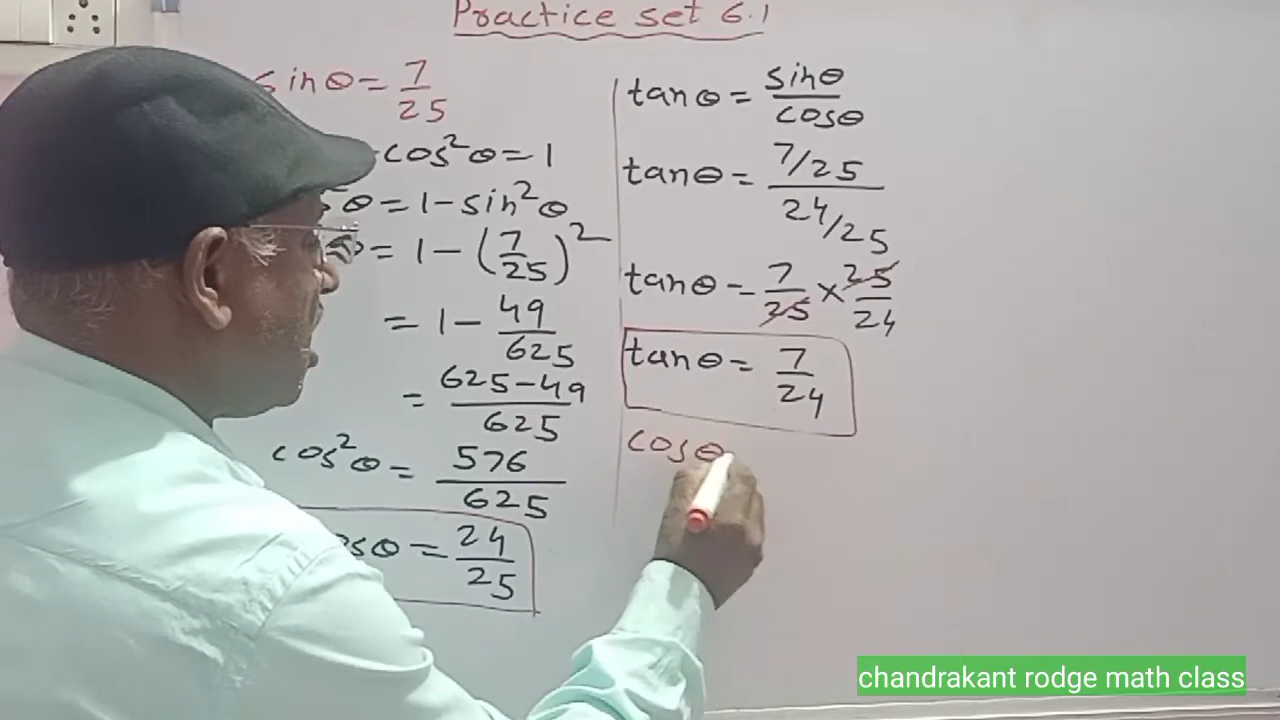 Practice set 6.1
sinθ = 7/25
cos²θ = 1
θ = 1 - sin²θ
= 1 - (7/25)²
= 1 - 49/625
= 625 - 49/625
cos²θ = 576/625
osθ = 24/25
tanθ = sinθ/cosθ
tanθ = 7/25/24/25
tanθ = 7/25 × 25/24
tanθ = 7/24
cosθ
chandrakant rodge math class